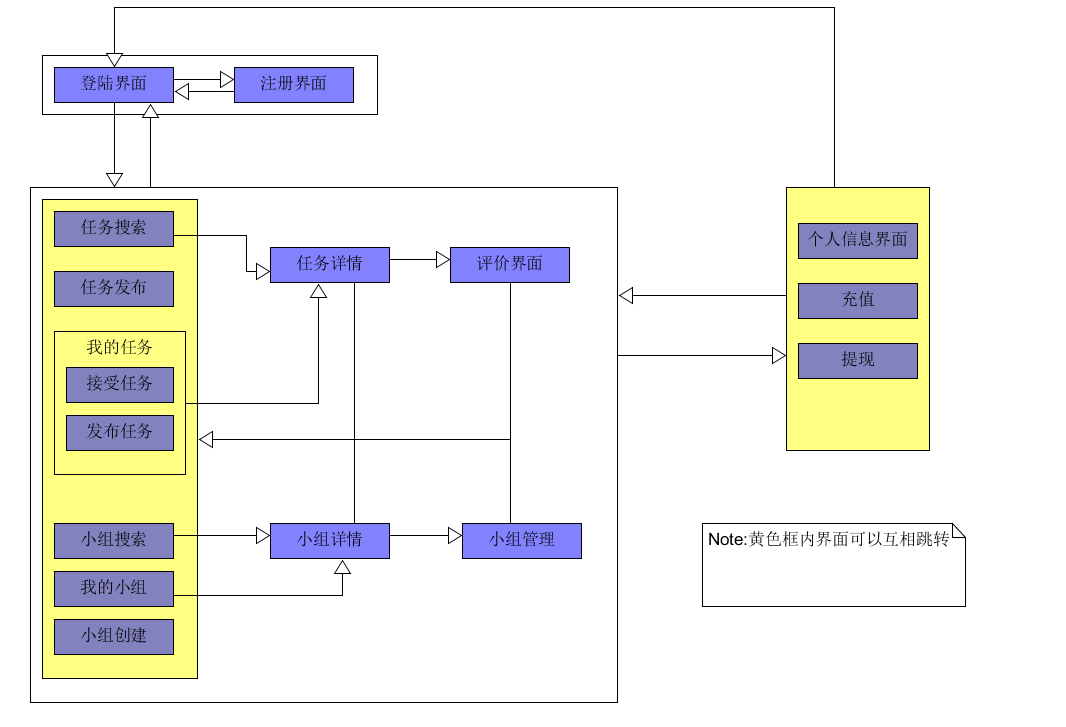 登陆界面
注册界面
任务搜索
任务发布
我的任务
接受任务
发布任务
小组搜索
我的小组
小组创建
任务详情
评价界面
小组详情
小组管理
个人信息界面
充值
提现
Note:黄色框内界面可以互相跳转